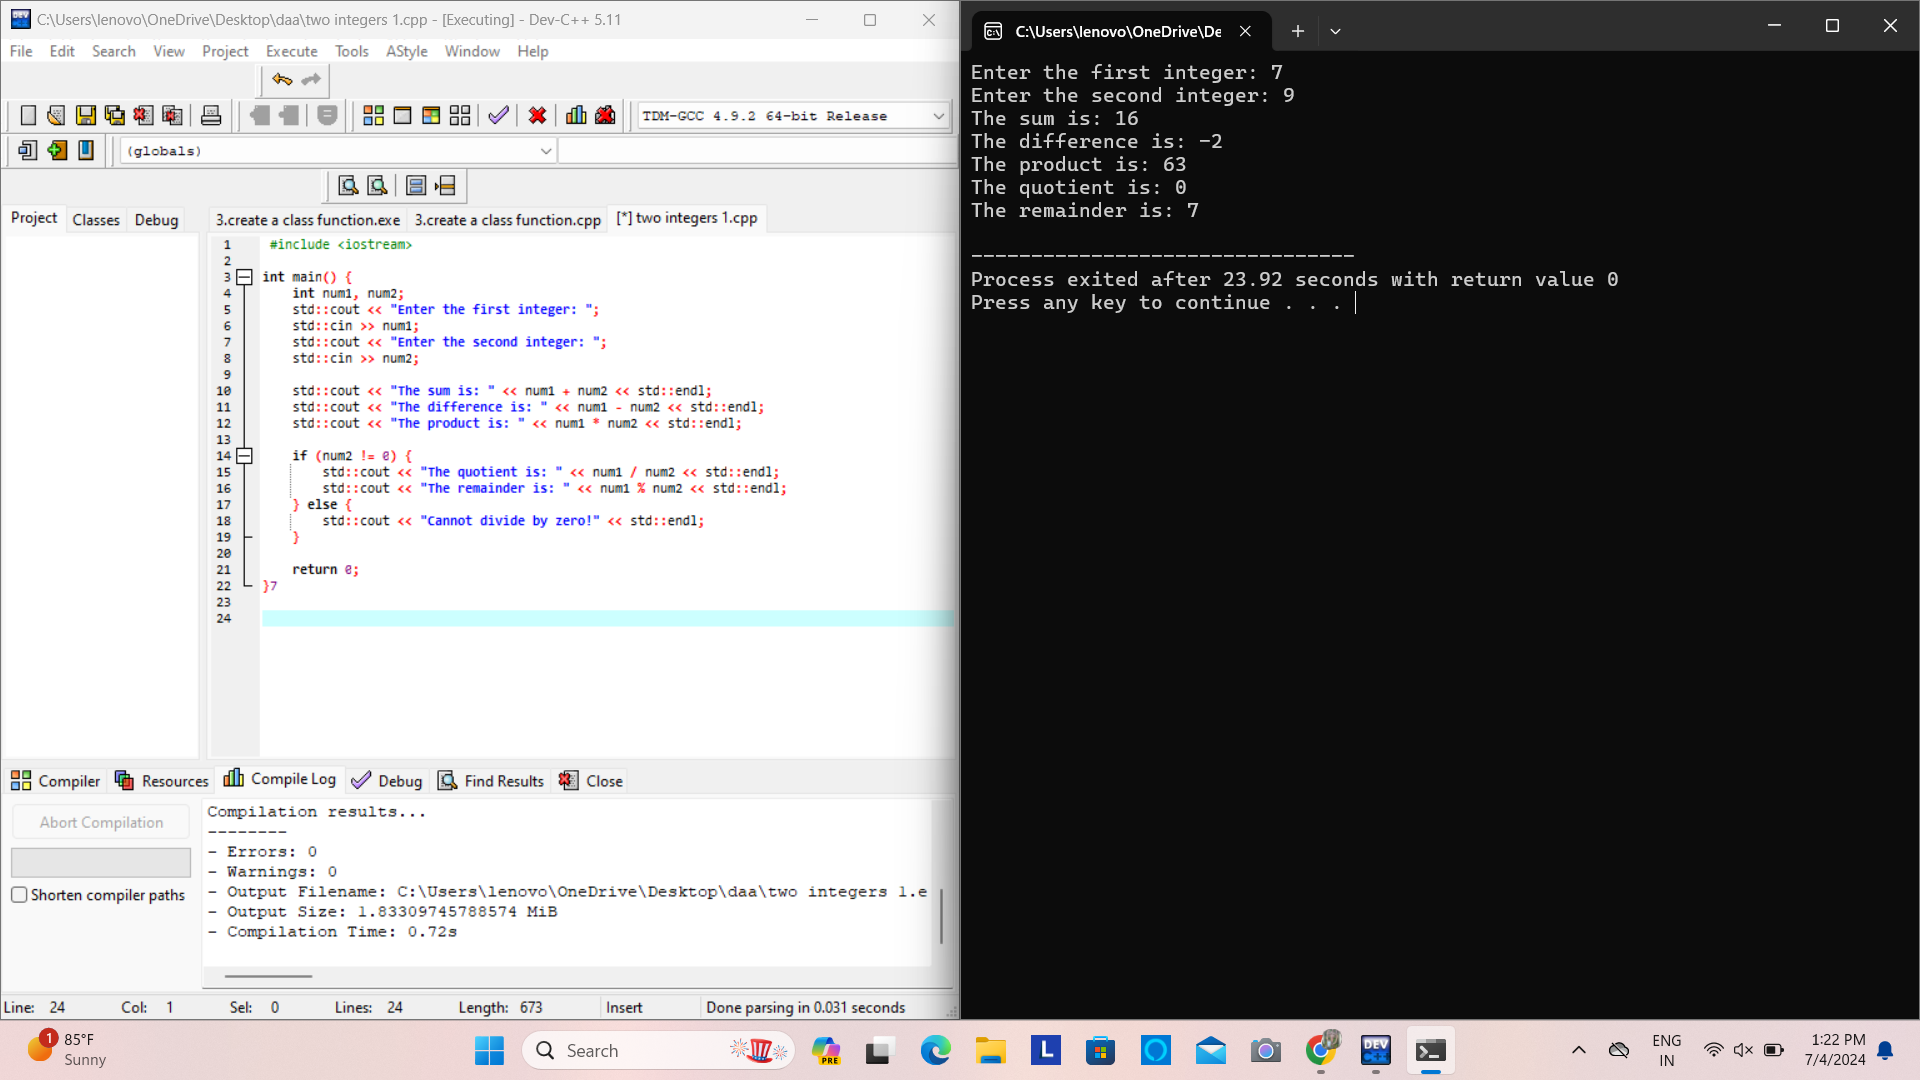 C:\Users\lenovo\OneDrive\Desktop\daa\two integers 1.cpp - [Executing] - Dev-C++ 5.11
File Edit Search View Project Execute Tools AStyle Window Help
TDM-GCC 4.9.2 64-bit Release
(globals)
Project Classes Debug
3.create a class function.exe 3.create a class function.cpp [*] two integers 1.cpp
1 #include <iostream>
2
3 int main() {
4 int num1, num2;
5 std::cout << "Enter the first integer: ";
6 std::cin >> num1;
7 std::cout << "Enter the second integer: ";
8 std::cin >> num2;
9
10 std::cout << "The sum is: " << num1 + num2 << std::endl;
11 std::cout << "The difference is: " << num1 - num2 << std::endl;
12 std::cout << "The product is: " << num1 * num2 << std::endl;
13
14 if (num2 != 0) {
15 std::cout << "The quotient is: " << num1 / num2 << std::endl;
16 std::cout << "The remainder is: " << num1 % num2 << std::endl;
17 } else {
18 std::cout << "Cannot divide by zero!" << std::endl;
19 }
20
21 return 0;
22 }7
23
24
Compiler Resources Compile Log Debug Find Results Close
Abort Compilation
Shorten compiler paths
Compilation results...
--------
- Errors: 0
- Warnings: 0
- Output Filename: C:\Users\lenovo\OneDrive\Desktop\daa\two integers 1.e
- Output Size: 1.83309745788574 MiB
- Compilation Time: 0.72s
Line: 24 Col: 1 Sel: 0 Lines: 24 Length: 673 Insert Done parsing in 0.031 seconds
C:\Users\lenovo\OneDrive\De
Enter the first integer: 7
Enter the second integer: 9
The sum is: 16
The difference is: -2
The product is: 63
The quotient is: 0
The remainder is: 7
--------------------------------
Process exited after 23.92 seconds with return value 0
Press any key to continue . . .
1
85°F
Sunny
Search
PRE
L
DEV
C++
ENG
IN
1:22 PM
7/4/2024